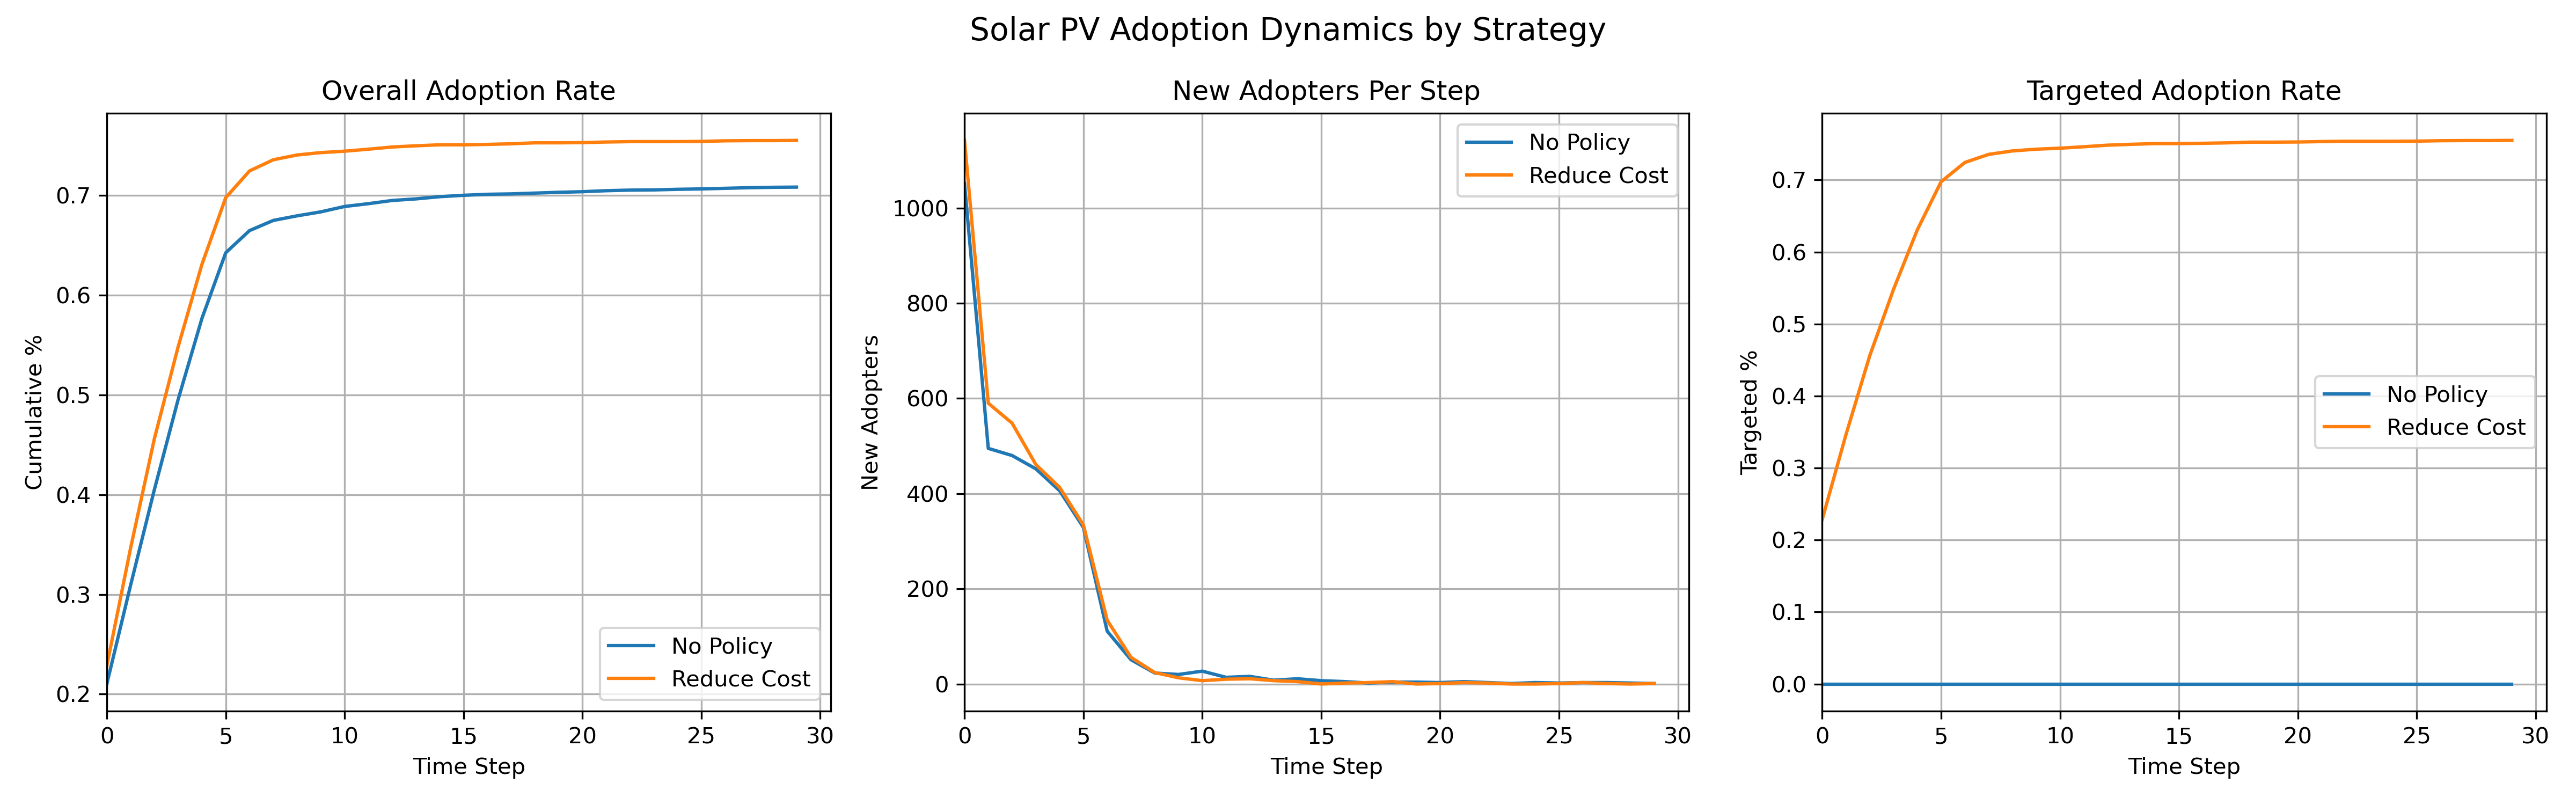 Solar PV Adoption Dynamics by Strategy
Overall Adoption Rate
Cumulative %
0.7
0.6
0.5
0.4
0.3
0.2
No Policy
Reduce Cost
0 5 10 15 20 25 30
Time Step
New Adopters Per Step
New Adopters
1000
800
600
400
200
0
No Policy
Reduce Cost
0 5 10 15 20 25 30
Time Step
Targeted Adoption Rate
Targeted %
0.7
0.6
0.5
0.4
0.3
0.2
0.1
0.0
No Policy
Reduce Cost
0 5 10 15 20 25 30
Time Step